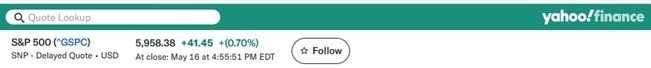 Quote Lookup
yahoo!finance
S&P 500 (^GSPC)
5,958.38 +41.45 +(0.70%)
SNP - Delayed Quote • USD
At close: May 16 at 4:55:51 PM EDT
Follow